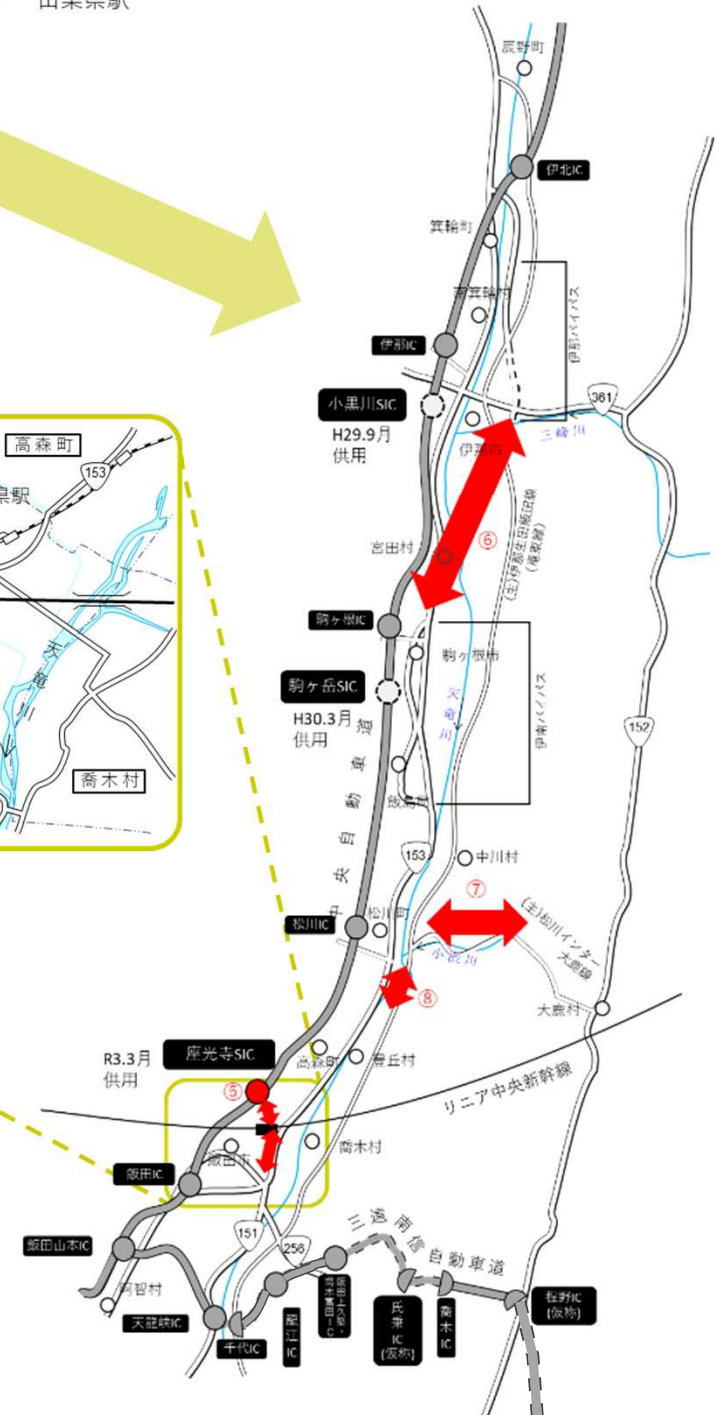 山梨県駅
辰野町
伊北IC
箕輪町
南箕輪村
伊那バイパス
伊那IC
361
小黒川SIC
H29.9月
供用
伊那市
三峰川
高森町
153
県駅
天竜川
喬木村
⑥
(主)伊那生田飯田線
(竜東線)
宮田村
駒ヶ根IC
駒ヶ根市
駒ヶ岳SIC
H30.3月
供用
天竜川
伊南バイパス
152
中央自動車道
飯島町
153
中川村
⑦
(主)松川インター
大鹿線
松川IC
松川町
小渋川
⑧
大鹿村
座光寺SIC
R3.3月
供用
高森町
豊丘村
リニア中央新幹線
⑤
飯田市
喬木村
飯田IC
151
256
三遠南信
自動車道
飯田山本IC
阿智村
天龍峡IC
千代IC
龍江IC
飯田上久堅・
喬木富田IC
氏乗IC
(仮称)
喬木IC
程野IC
(仮称)